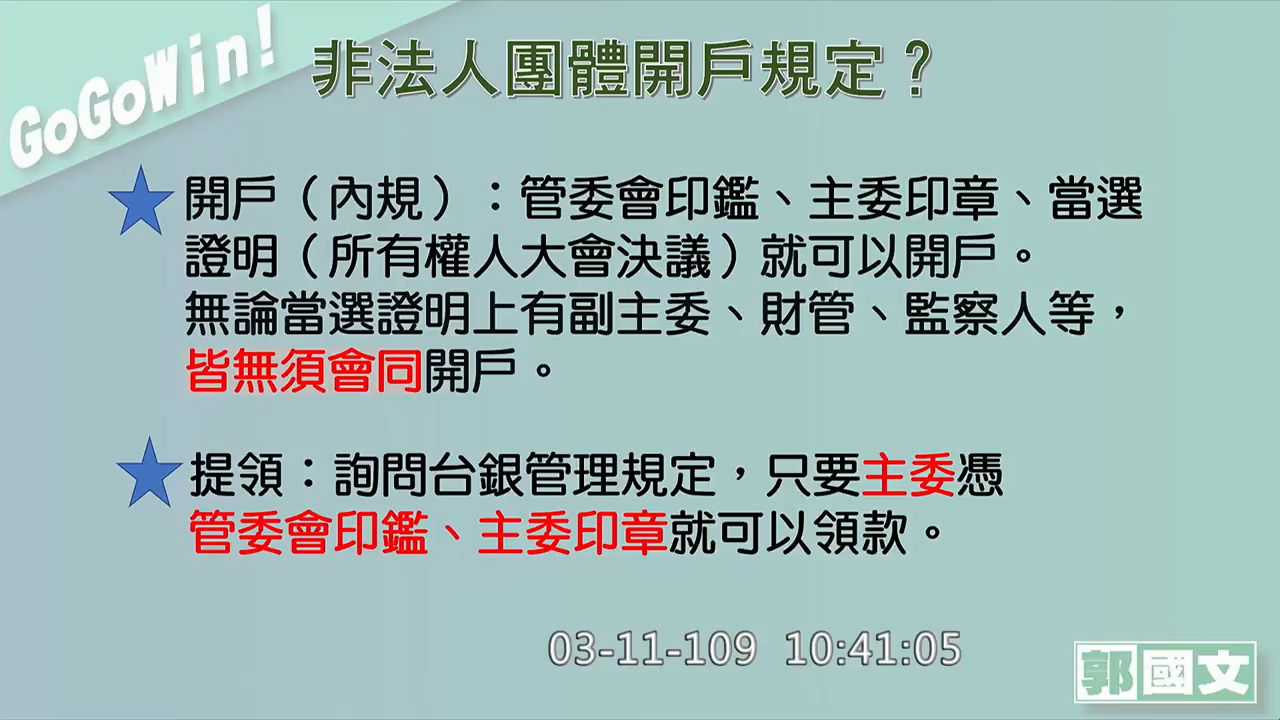 GoGoWin!
非法人團體開戶規定？
開戶（內規）：管委會印鑑、主委印章、當選
證明（所有權人大會決議）就可以開戶。
無論當選證明上有副主委、財管、監察人等，
皆無須會同開戶。
提領：詢問台銀管理規定，只要主委憑
管委會印鑑、主委印章就可以領款。
03-11-109 10:41:05
郭國文